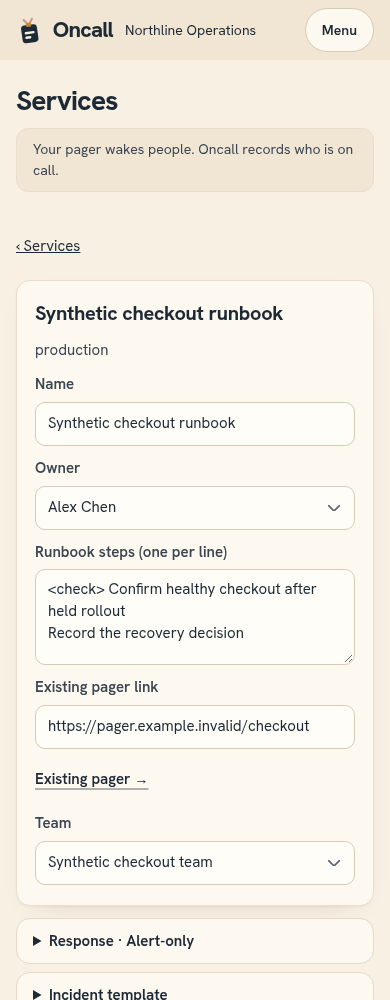 Oncall Northline Operations Menu
Services
Your pager wakes people. Oncall records who is on
call.
‹ Services
Synthetic checkout runbook
production
Name
Synthetic checkout runbook
Owner
Alex Chen
Runbook steps (one per line)
<check> Confirm healthy checkout after
held rollout
Record the recovery decision
Existing pager link
https://pager.example.invalid/checkout
Existing pager →
Team
Synthetic checkout team
Response · Alert-only
Incident template